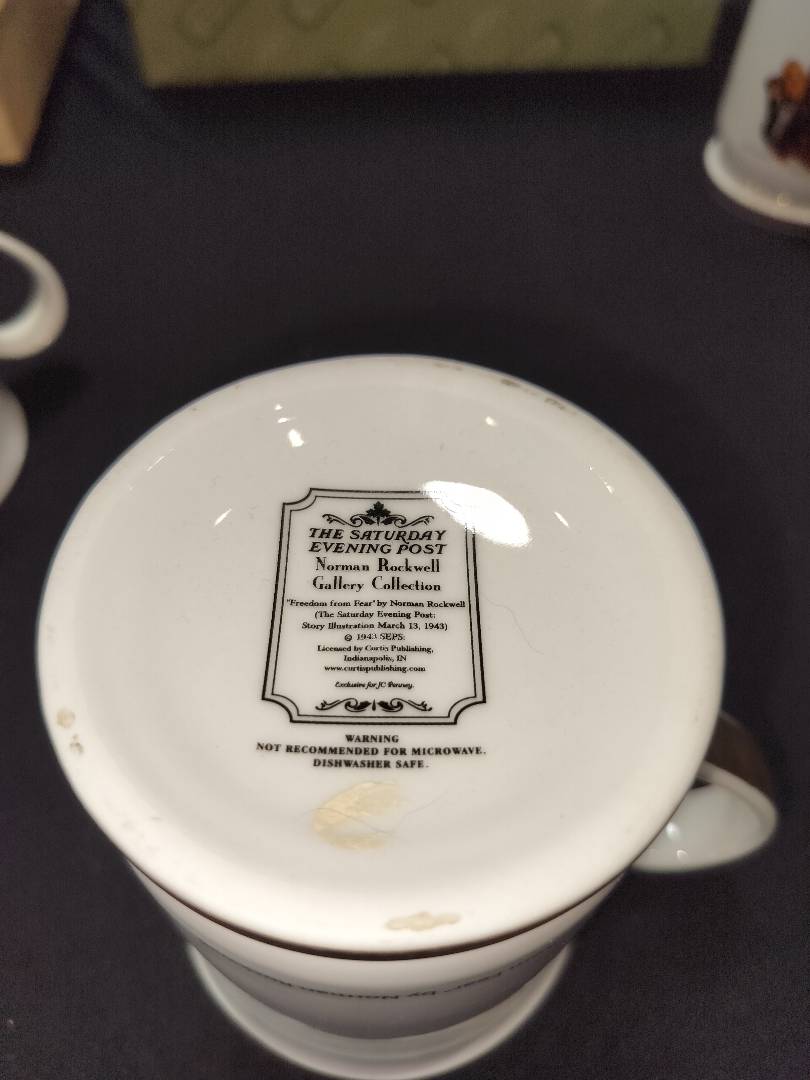 THE SATURDAY
EVENING POST
Norman Rockwell
Gallery Collection
"Freedom from Fear" by Norman Rockwell
(The Saturday Evening Post:
Story Illustration March 13, 1943)
© 1943 SEPS:
Licensed by Curtis Publishing,
Indianapolis, IN
www.curtispublishing.com
Exclusive for JC Penney.
WARNING
NOT RECOMMENDED FOR MICROWAVE.
DISHWASHER SAFE.
by Norman